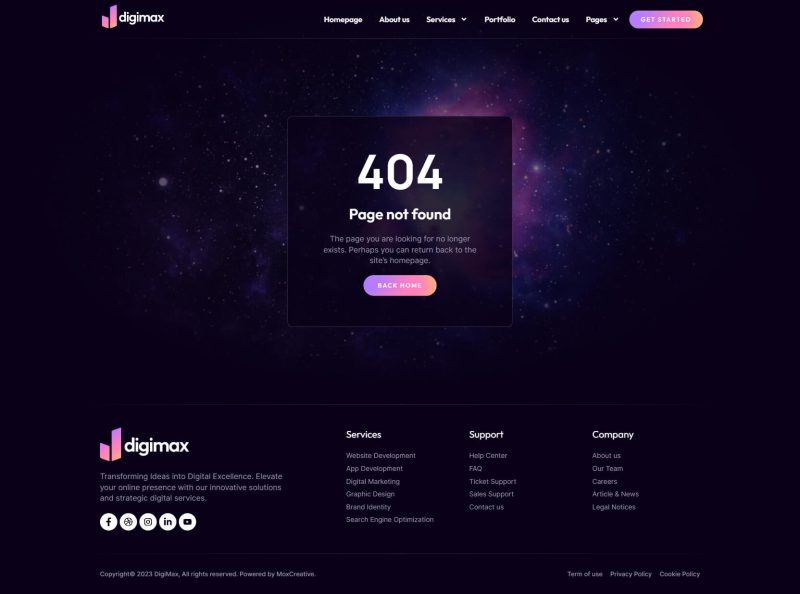 digimax
Homepage About us Services Portfolio Contact us Pages GET STARTED
404
Page not found
The page you are looking for no longer
exists. Perhaps you can return back to the
site's homepage.
BACK HOME
digimax
Transforming Ideas into Digital Excellence. Elevate
your online presence with our innovative solutions
and strategic digital services.
Services
Website Development
App Development
Digital Marketing
Graphic Design
Brand Identity
Search Engine Optimization
Support
Help Center
FAQ
Ticket Support
Sales Support
Contact us
Company
About us
Our Team
Careers
Article & News
Legal Notices
Copyright© 2023 DigiMax, All rights reserved. Powered by MoxCreative.
Term of use Privacy Policy Cookie Policy